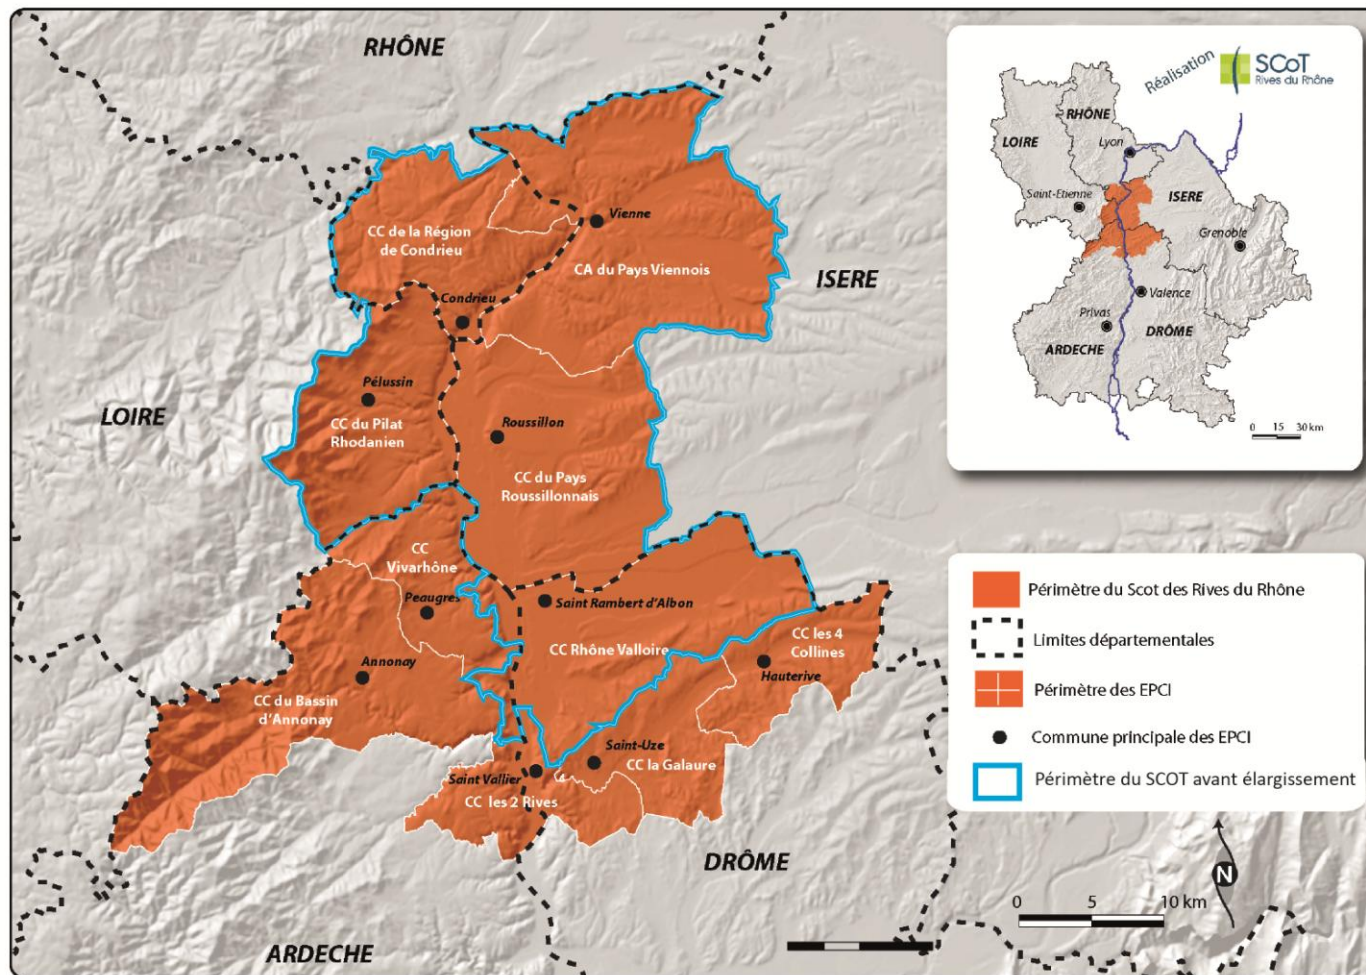 RHÔNE
CC de la Région
de Condrieu
Vienne
CA du Pays Viennois
ISERE
Condrieu
LOIRE
Pélussin
CC du Pilat
Rhodanien
Roussillon
CC du Pays
Roussillonnais
CC
Vivarhône
Peaugres
Saint Rambert d'Albon
CC Rhône Valloire
CC les 4
Collines
Hauterive
Annonay
CC du Bassin
d'Annonay
Saint-Uze
CC la Galaure
Saint Vallier
4
CC les 2 Rives
DRÔME
ARDECHE
Réalisation
SCoT
Rives du Rhône
RHÔNE
LOIRE
Lyon
Saint-Etienne
ISERE
Grenoble
Valence
Privas
ARDECHE
DRÔME
0 15 30 km
Périmètre du Scot des Rives du Rhône
Limites départementales
Périmètre des EPCI
Commune principale des EPCI
Périmètre du SCOT avant élargissement
N
0 5 10 km